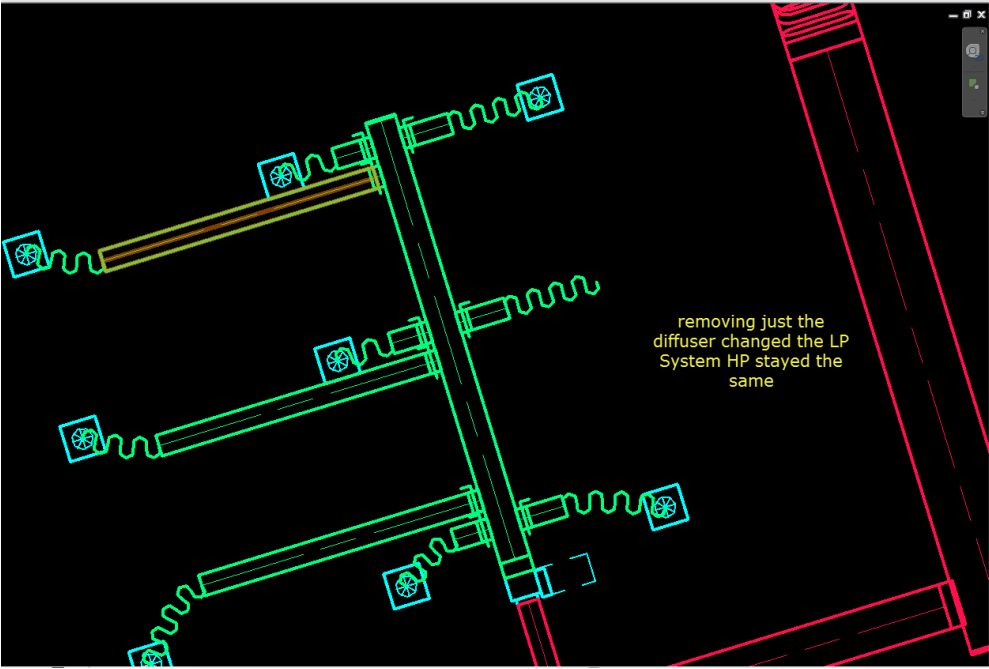 removing just the
diffuser changed the LP
System HP stayed the
same